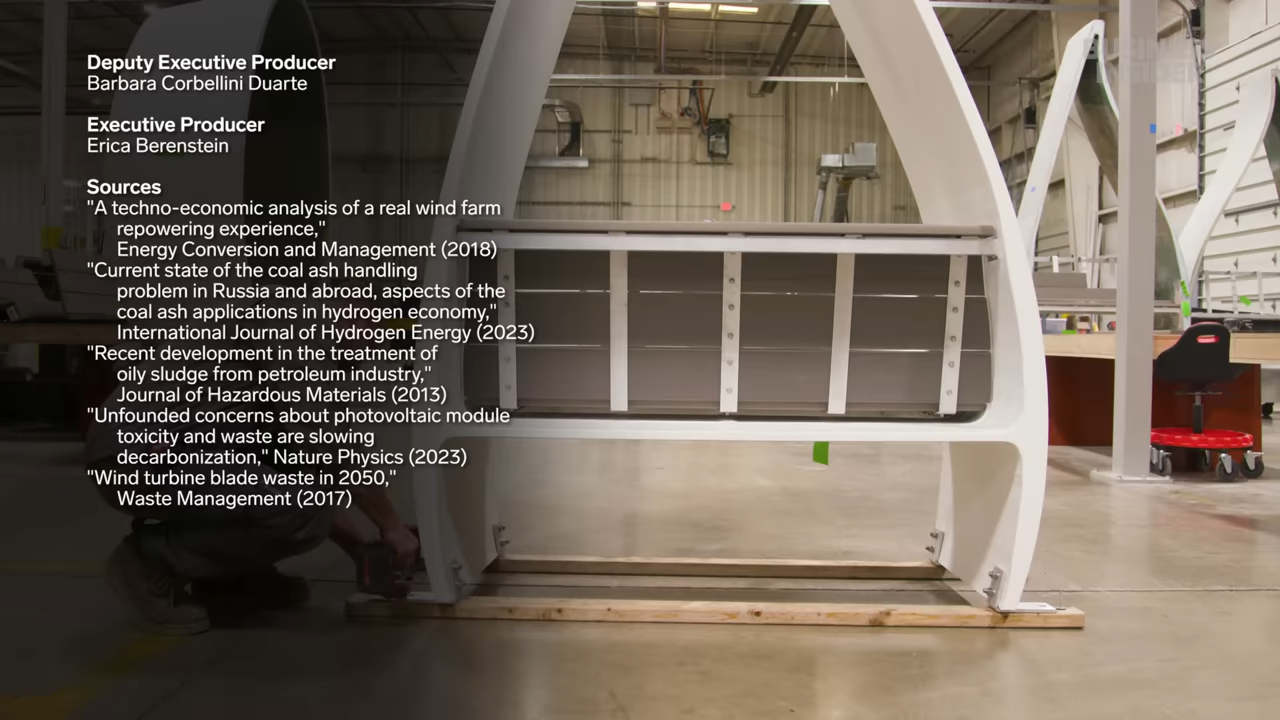 Deputy Executive Producer
Barbara Corbellini Duarte
Executive Producer
Erica Berenstein
Sources
"A techno-economic analysis of a real wind farm
repowering experience,"
Energy Conversion and Management (2018)
"Current state of the coal ash handling
problem in Russia and abroad, aspects of the
coal ash applications in hydrogen economy,"
International Journal of Hydrogen Energy (2023)
"Recent development in the treatment of
oily sludge from petroleum industry,"
Journal of Hazardous Materials (2013)
"Unfounded concerns about photovoltaic module
toxicity and waste are slowing
decarbonization," Nature Physics (2023)
"Wind turbine blade waste in 2050,"
Waste Management (2017)